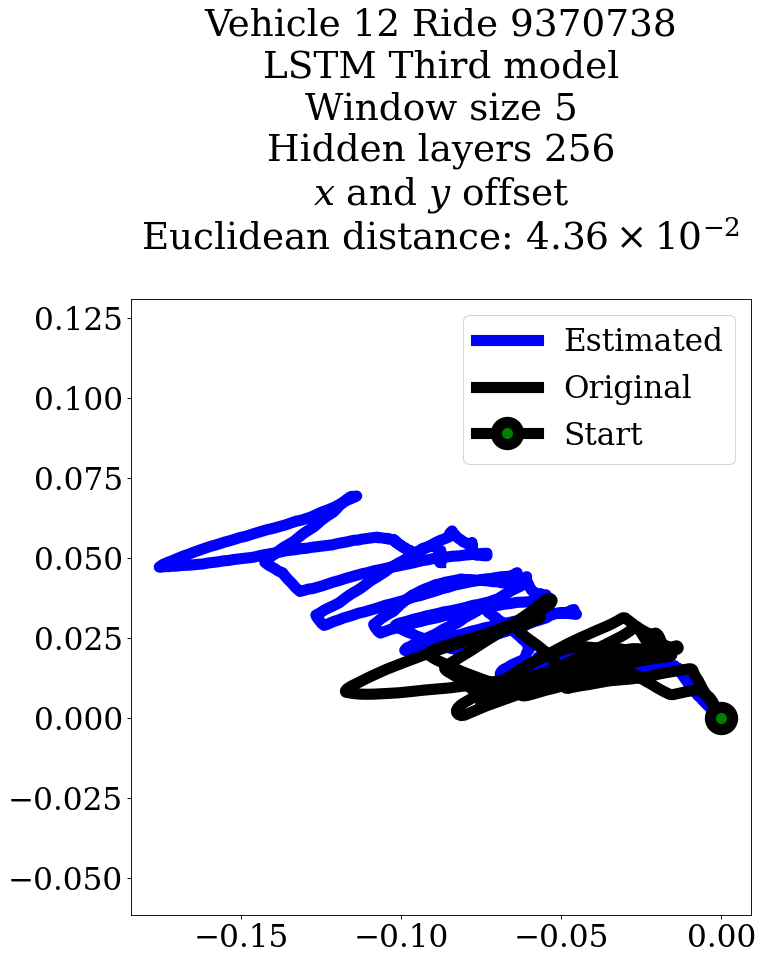 Vehicle 12 Ride 9370738
LSTM Third model
Window size 5
Hidden layers 256
x and y offset
Euclidean distance: 4.36 × 10⁻²
Estimated
Original
Start
0.125
0.100
0.075
0.050
0.025
0.000
−0.025
−0.050
−0.15 −0.10 −0.05 0.00